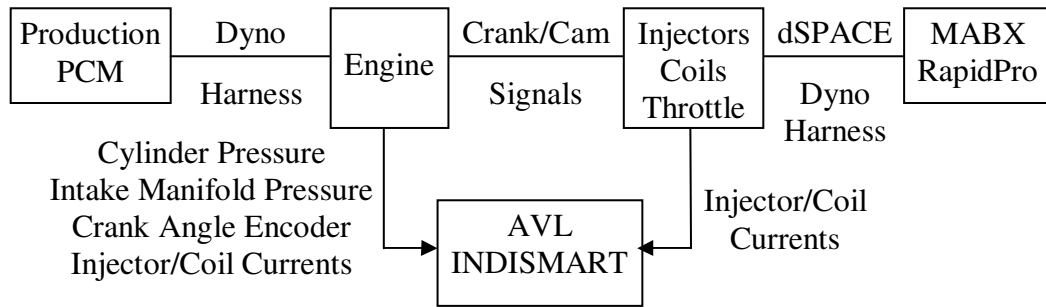 Production
PCM
Dyno
Harness
Engine
Crank/Cam
Signals
Injectors
Coils
Throttle
dSPACE
Dyno
Harness
MABX
RapidPro
Cylinder Pressure
Intake Manifold Pressure
Crank Angle Encoder
Injector/Coil Currents
AVL
INDISMART
Injector/Coil
Currents